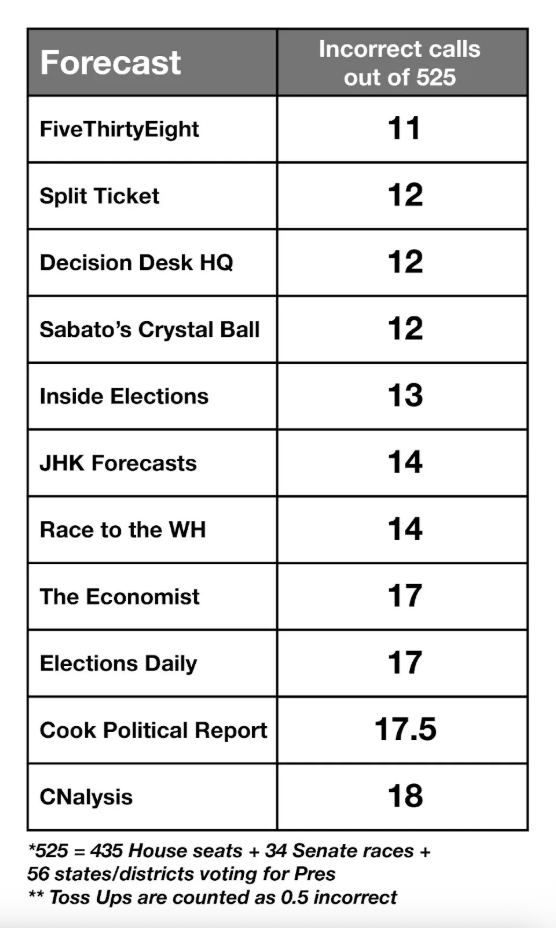 Forecast
Incorrect calls
out of 525
FiveThirtyEight 11
Split Ticket 12
Decision Desk HQ 12
Sabato’s Crystal Ball 12
Inside Elections 13
JHK Forecasts 14
Race to the WH 14
The Economist 17
Elections Daily 17
Cook Political Report 17.5
CNalysis 18
*525 = 435 House seats + 34 Senate races +
56 states/districts voting for Pres
** Toss Ups are counted as 0.5 incorrect